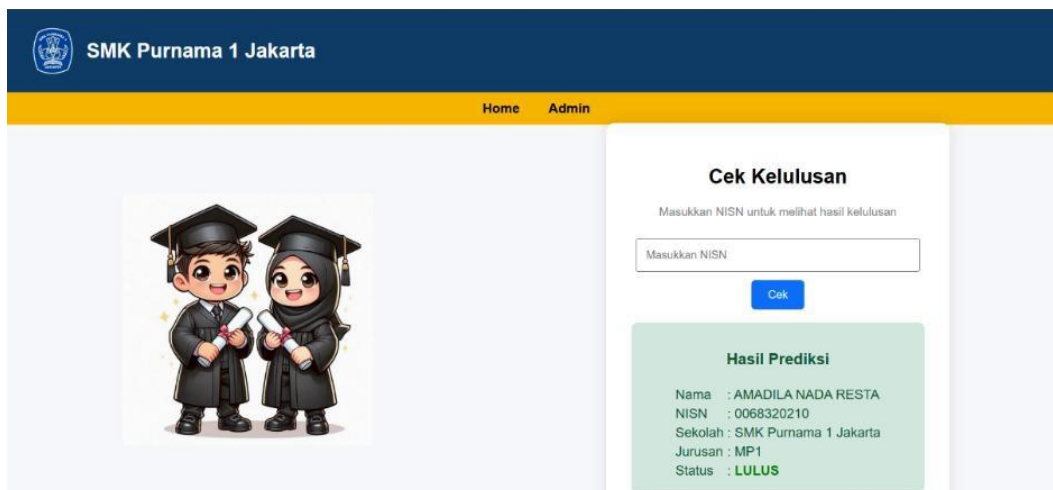 SMK Purnama 1 Jakarta
Home Admin
Cek Kelulusan
Masukkan NISN untuk melihat hasil kelulusan
Masukkan NISN
Cek
Hasil Prediksi
Nama : AMADILA NADA RESTA
NISN : 0068320210
Sekolah : SMK Purnama 1 Jakarta
Jurusan : MP1
Status : LULUS